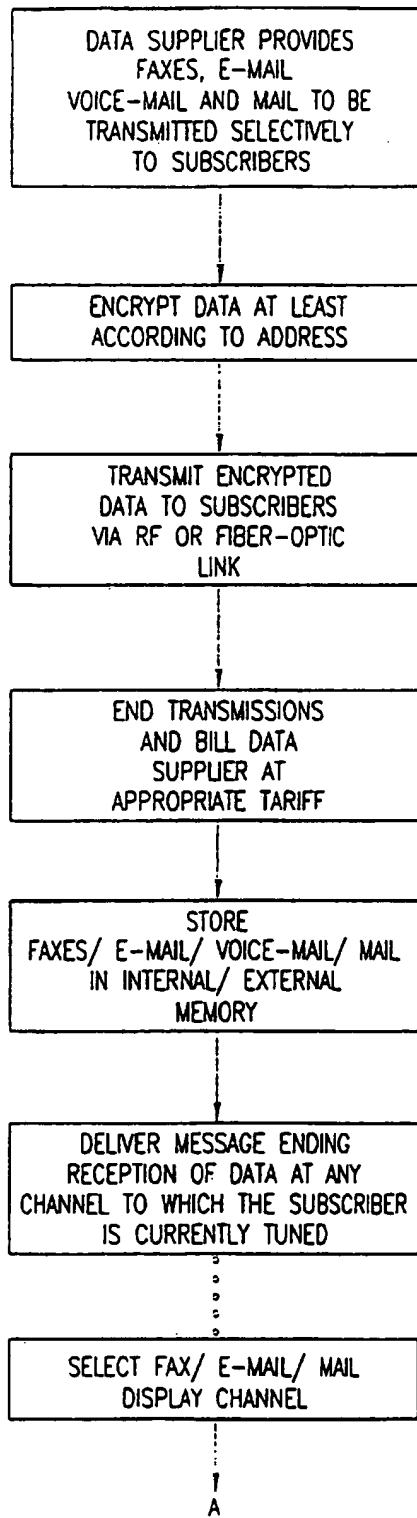 DATA SUPPLIER PROVIDES
FAXES, E-MAIL
VOICE-MAIL AND MAIL TO BE
TRANSMITTED SELECTIVELY
TO SUBSCRIBERS
ENCRYPT DATA AT LEAST
ACCORDING TO ADDRESS
TRANSMIT ENCRYPTED
DATA TO SUBSCRIBERS
VIA RF OR FIBER-OPTIC
LINK
END TRANSMISSIONS
AND BILL DATA
SUPPLIER AT
APPROPRIATE TARIFF
STORE
FAXES/ E-MAIL/ VOICE-MAIL/ MAIL
IN INTERNAL/ EXTERNAL
MEMORY
DELIVER MESSAGE ENDING
RECEPTION OF DATA AT ANY
CHANNEL TO WHICH THE SUBSCRIBER
IS CURRENTLY TUNED
SELECT FAX/ E-MAIL/ MAIL
DISPLAY CHANNEL
A